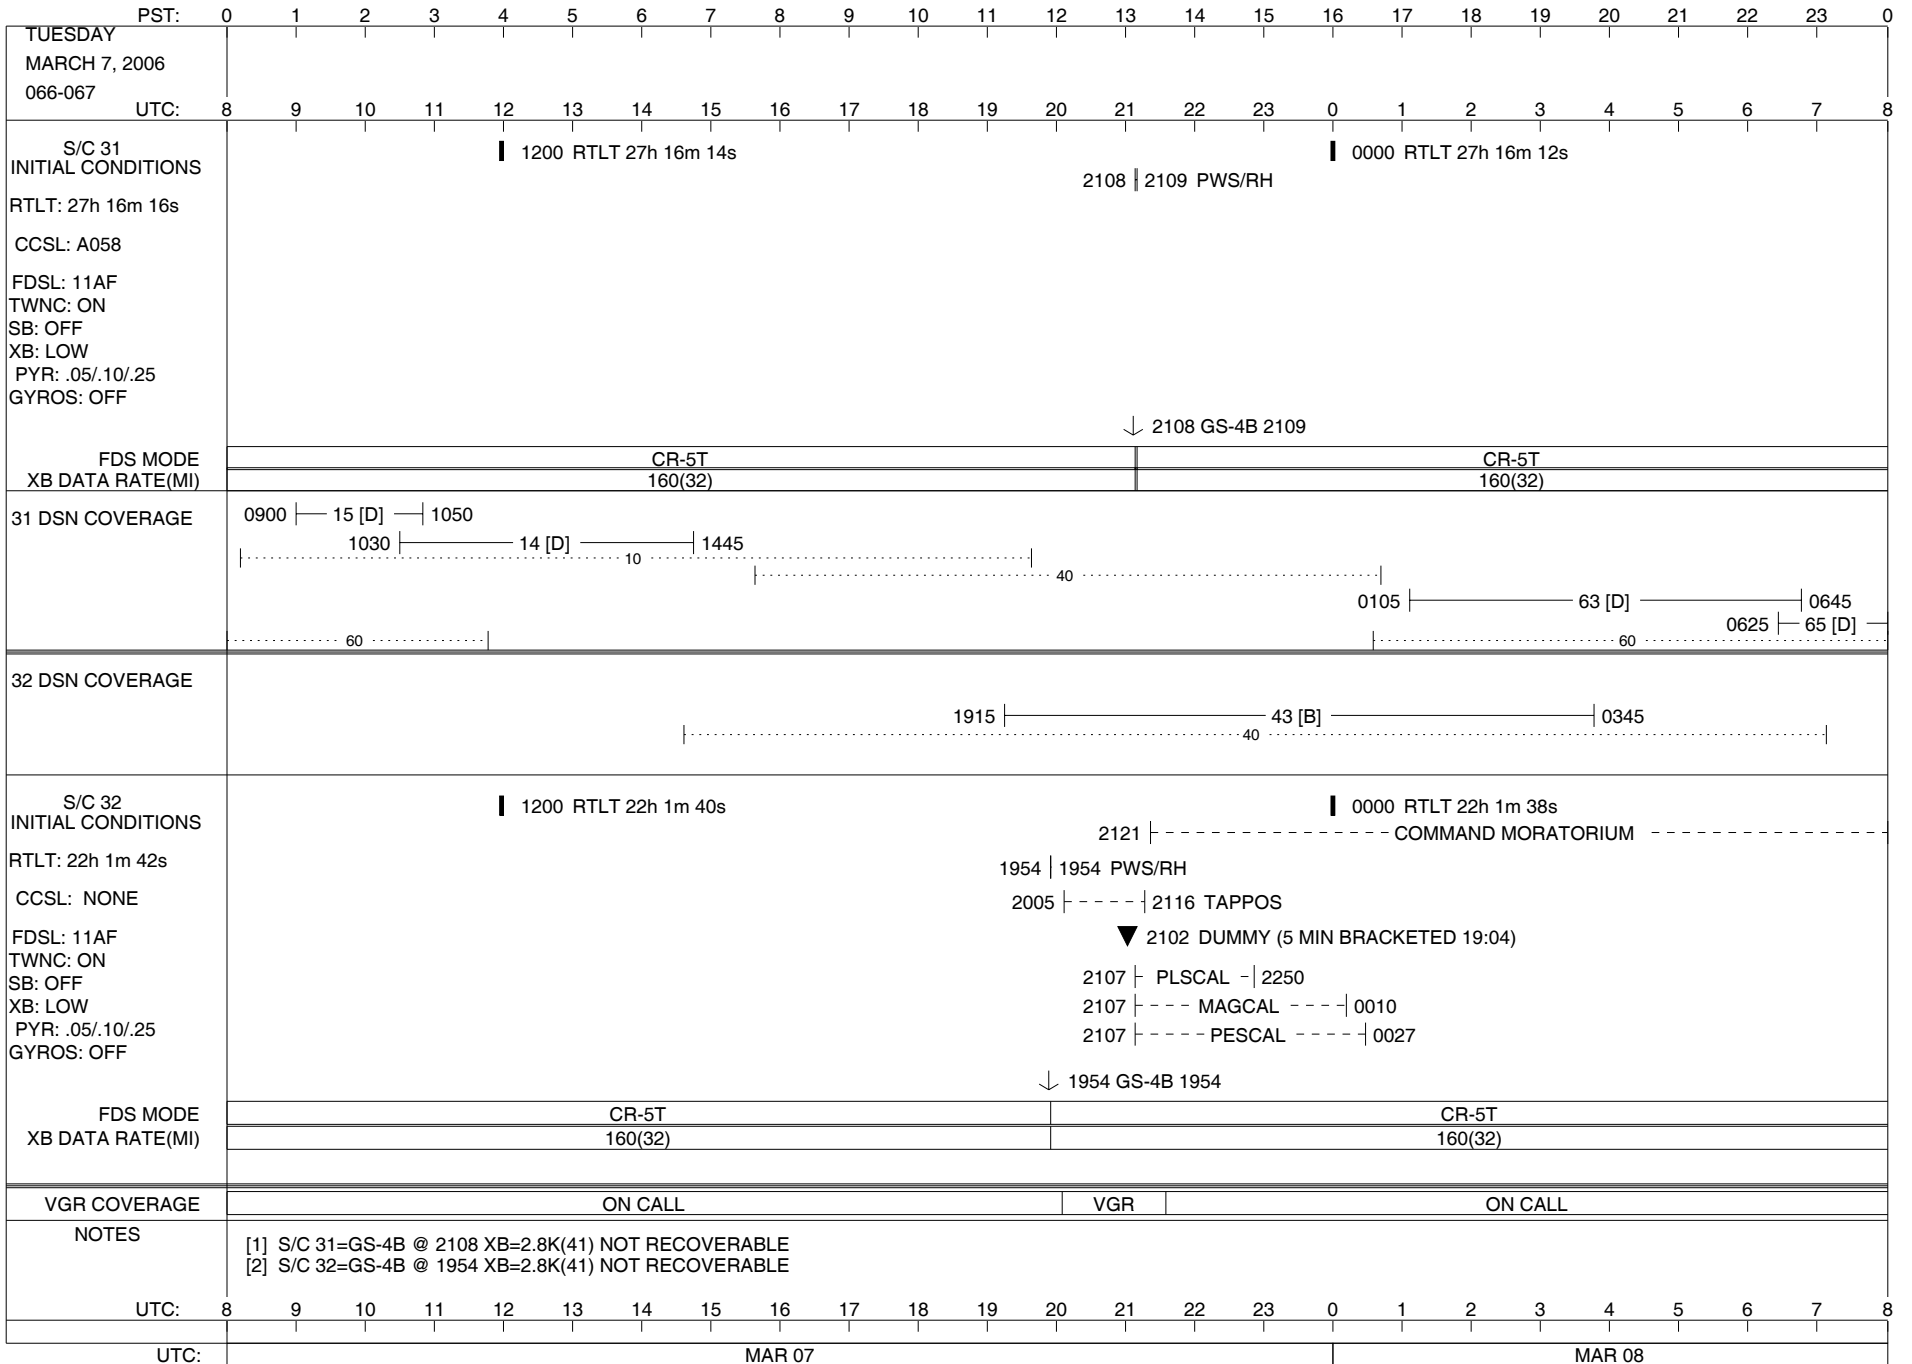 PST: 0 1 2 3 4 5 6 7 8 9 10 11 12 13 14 15 16 17 18 19 20 21 22 23 0
TUESDAY
MARCH 7, 2006
066-067
UTC: 8 9 10 11 12 13 14 15 16 17 18 19 20 21 22 23 0 1 2 3 4 5 6 7 8
S/C 31
INITIAL CONDITIONS
1200 RTLT 27h 16m 14s
0000 RTLT 27h 16m 12s
2108 2109 PWS/RH
RTLT: 27h 16m 16s
CCSL: A058
FDSL: 11AF
TWNC: ON
SB: OFF
XB: LOW
PYR: .05/.10/.25
GYROS: OFF
2108 GS-4B 2109
FDS MODE CR-5T CR-5T
XB DATA RATE(MI) 160(32) 160(32)
31 DSN COVERAGE
0900 15 [D] 1050
1030 14 [D] 1445
10
40
0105 63 [D] 0645
0625 65 [D]
60 60
32 DSN COVERAGE
1915 43 [B] 0345
40
S/C 32
INITIAL CONDITIONS
1200 RTLT 22h 1m 40s
0000 RTLT 22h 1m 38s
2121 COMMAND MORATORIUM
RTLT: 22h 1m 42s
1954 1954 PWS/RH
CCSL: NONE
2005 2116 TAPPOS
FDSL: 11AF
2102 DUMMY (5 MIN BRACKETED 19:04)
TWNC: ON
SB: OFF
2107 PLSCAL 2250
XB: LOW
2107 MAGCAL 0010
PYR: .05/.10/.25
2107 PESCAL 0027
GYROS: OFF
1954 GS-4B 1954
FDS MODE CR-5T CR-5T
XB DATA RATE(MI) 160(32) 160(32)
VGR COVERAGE ON CALL VGR ON CALL
NOTES
[1] S/C 31=GS-4B @ 2108 XB=2.8K(41) NOT RECOVERABLE
[2] S/C 32=GS-4B @ 1954 XB=2.8K(41) NOT RECOVERABLE
UTC: 8 9 10 11 12 13 14 15 16 17 18 19 20 21 22 23 0 1 2 3 4 5 6 7 8
UTC: MAR 07 MAR 08